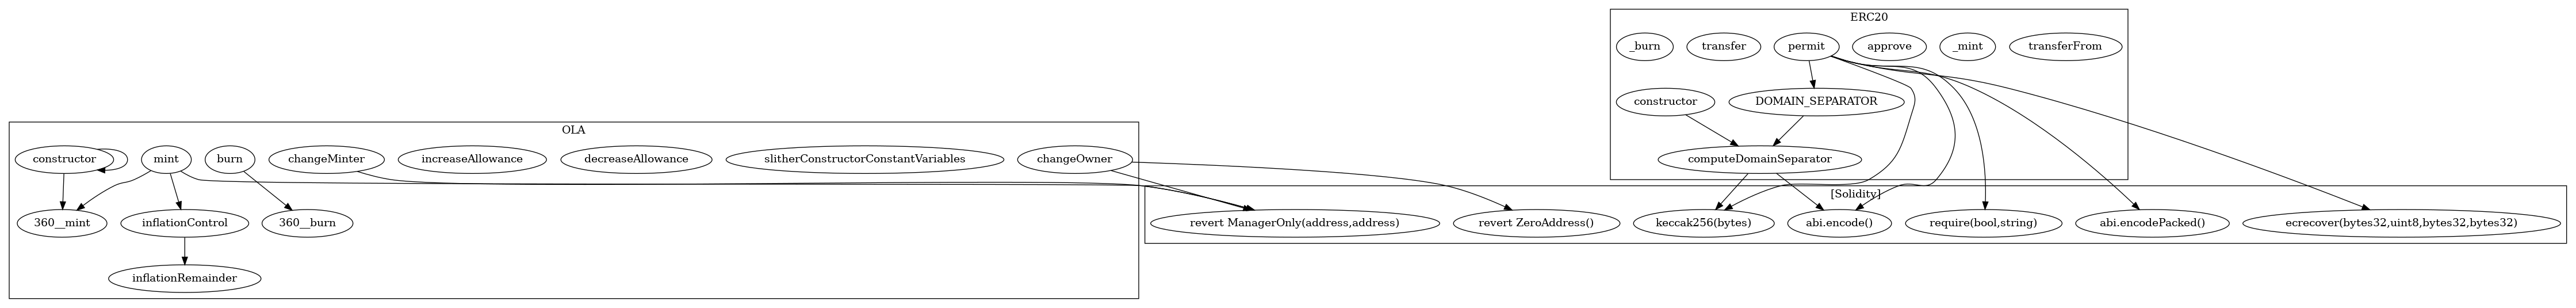 ERC20
_burn
transfer
permit
approve
_mint
transferFrom
constructor
DOMAIN_SEPARATOR
computeDomainSeparator
OLA
constructor
mint
burn
changeMinter
increaseAllowance
decreaseAllowance
slitherConstructorConstantVariables
changeOwner
360__mint
inflationControl
360__burn
inflationRemainder
[Solidity]
revert ManagerOnly(address,address)
revert ZeroAddress()
keccak256(bytes)
abi.encode()
require(bool,string)
abi.encodePacked()
ecrecover(bytes32,uint8,bytes32,bytes32)